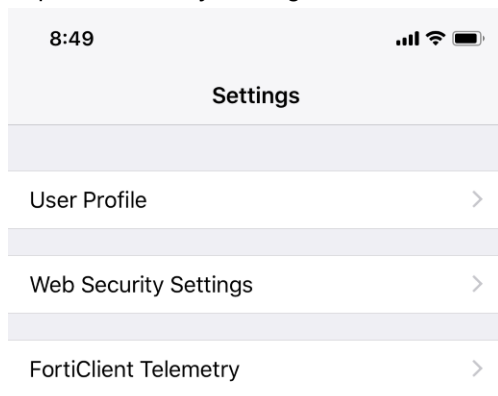 8:49
Settings
User Profile
Web Security Settings
FortiClient Telemetry